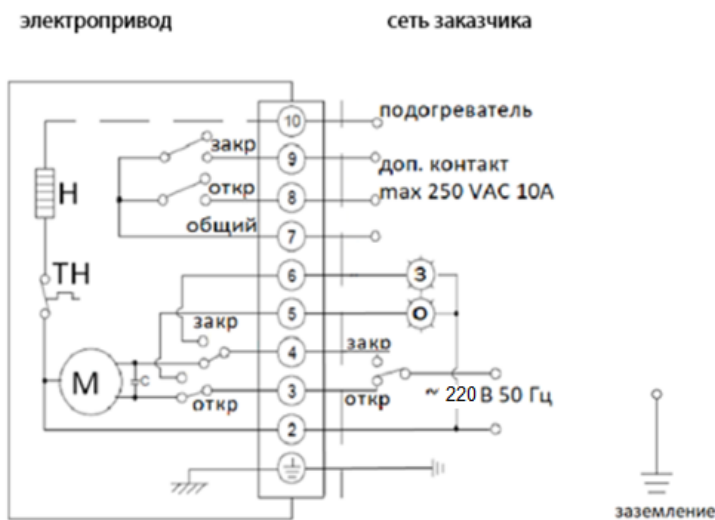 электропривод
сеть заказчика
10
подогреватель
закр
9
доп. контакт
H
откр
8
max 250 VAC 10A
общий
7
TH
6
З
закр
5
О
4
закр
M
C
3
откр
откр
~ 220 В 50 Гц
2
заземление